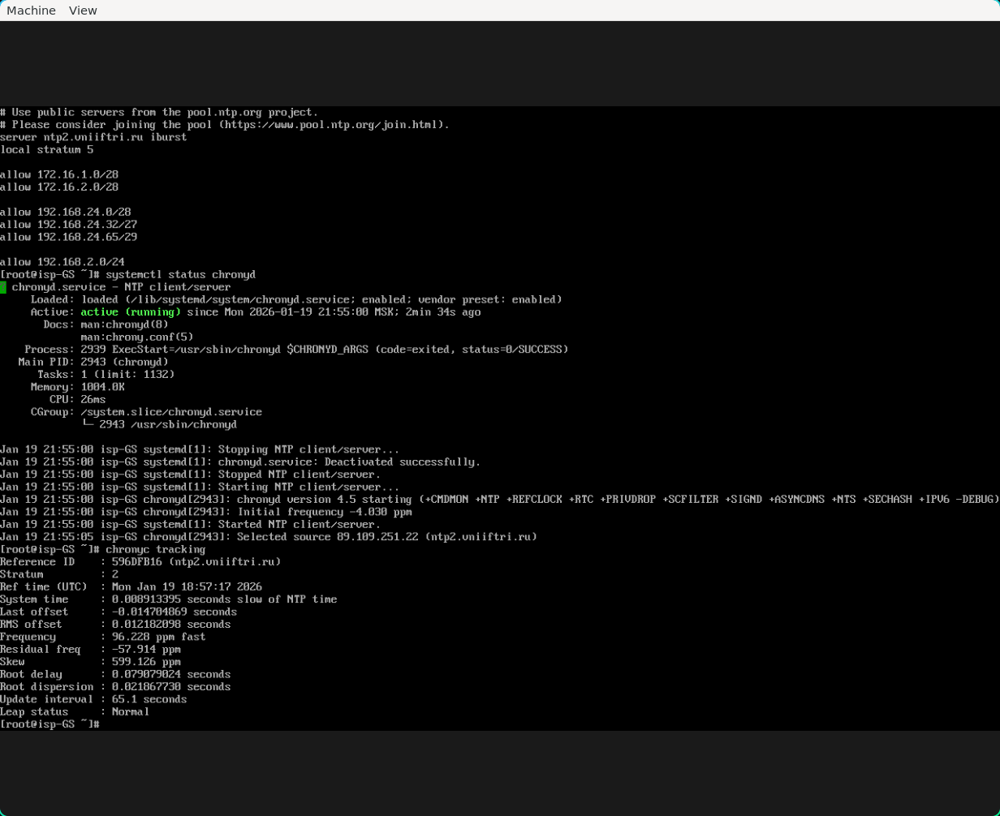 Machine View
# Use public servers from the pool.ntp.org project.
# Please consider joining the pool (https://www.pool.ntp.org/join.html).
server ntp2.vniiftri.ru iburst
local stratum 5
allow 172.16.1.0/28
allow 172.16.2.0/28
allow 192.168.24.0/28
allow 192.168.24.32/27
allow 192.168.24.65/29
allow 192.168.2.0/24
[root@isp-GS ~]# systemctl status chronyd
chronyd.service - NTP client/server
Loaded: loaded (/lib/systemd/system/chronyd.service; enabled; vendor preset: enabled)
Active: active (running) since Mon 2026-01-19 21:55:00 MSK; 2min 34s ago
Docs: man:chronyd(8)
man:chrony.conf(5)
Process: 2939 ExecStart=/usr/sbin/chronyd $CHRONYD_ARGS (code=exited, status=0/SUCCESS)
Main PID: 2943 (chronyd)
Tasks: 1 (limit: 1132)
Memory: 1004.0K
CPU: 26ms
CGroup: /system.slice/chronyd.service
└─ 2943 /usr/sbin/chronyd
Jan 19 21:55:00 isp-GS systemd[1]: Stopping NTP client/server...
Jan 19 21:55:00 isp-GS systemd[1]: chronyd.service: Deactivated successfully.
Jan 19 21:55:00 isp-GS systemd[1]: Stopped NTP client/server.
Jan 19 21:55:00 isp-GS systemd[1]: Starting NTP client/server...
Jan 19 21:55:00 isp-GS chronyd[2943]: chronyd version 4.5 starting (+CMDMON +NTP +REFCLOCK +RTC +PRIVDROP +SCFILTER +SIGND +ASYNCDNS +NTS +SECHASH +IPV6 -DEBUG)
Jan 19 21:55:00 isp-GS chronyd[2943]: Initial frequency -4.030 ppm
Jan 19 21:55:00 isp-GS systemd[1]: Started NTP client/server.
Jan 19 21:55:05 isp-GS chronyd[2943]: Selected source 89.109.251.22 (ntp2.vniiftri.ru)
[root@isp-GS ~]# chronyc tracking
Reference ID : 596DFB16 (ntp2.vniiftri.ru)
Stratum : 2
Ref time (UTC) : Mon Jan 19 18:57:17 2026
System time : 0.008913395 seconds slow of NTP time
Last offset : -0.014704869 seconds
RMS offset : 0.012182098 seconds
Frequency : 96.228 ppm fast
Residual freq : -57.914 ppm
Skew : 599.126 ppm
Root delay : 0.079079024 seconds
Root dispersion : 0.021867730 seconds
Update interval : 65.1 seconds
Leap status : Normal
[root@isp-GS ~]#